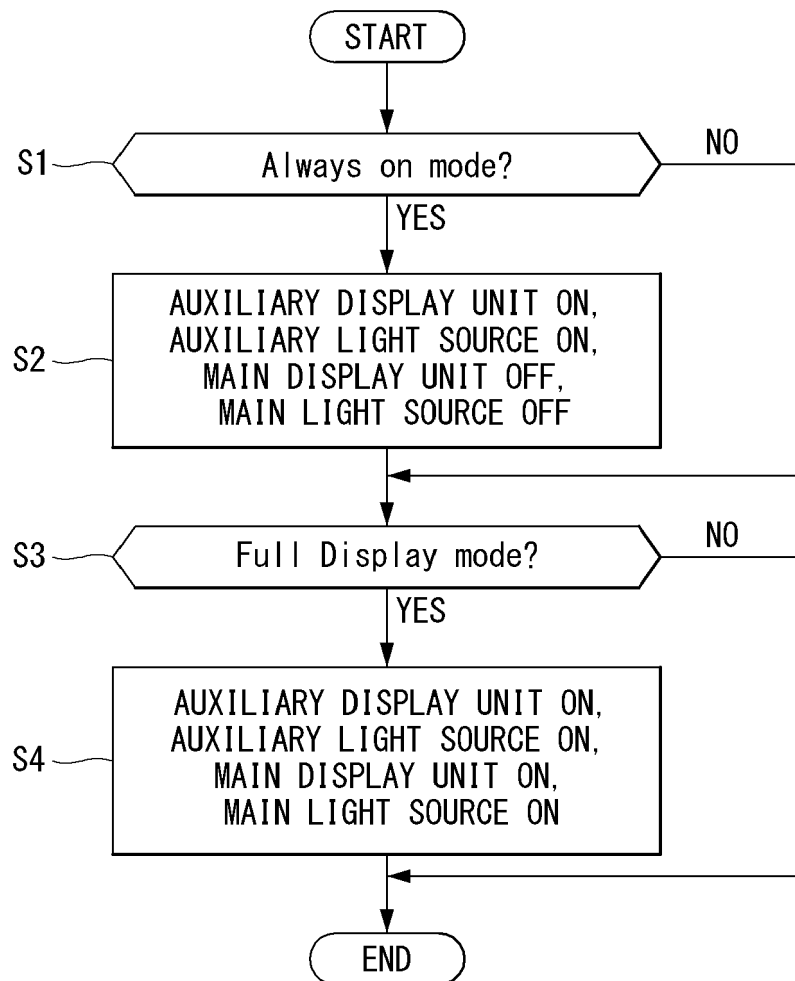 START
S1
Always on mode?
NO
YES
S2
AUXILIARY DISPLAY UNIT ON,
AUXILIARY LIGHT SOURCE ON,
MAIN DISPLAY UNIT OFF,
MAIN LIGHT SOURCE OFF
S3
Full Display mode?
NO
YES
S4
AUXILIARY DISPLAY UNIT ON,
AUXILIARY LIGHT SOURCE ON,
MAIN DISPLAY UNIT ON,
MAIN LIGHT SOURCE ON
END